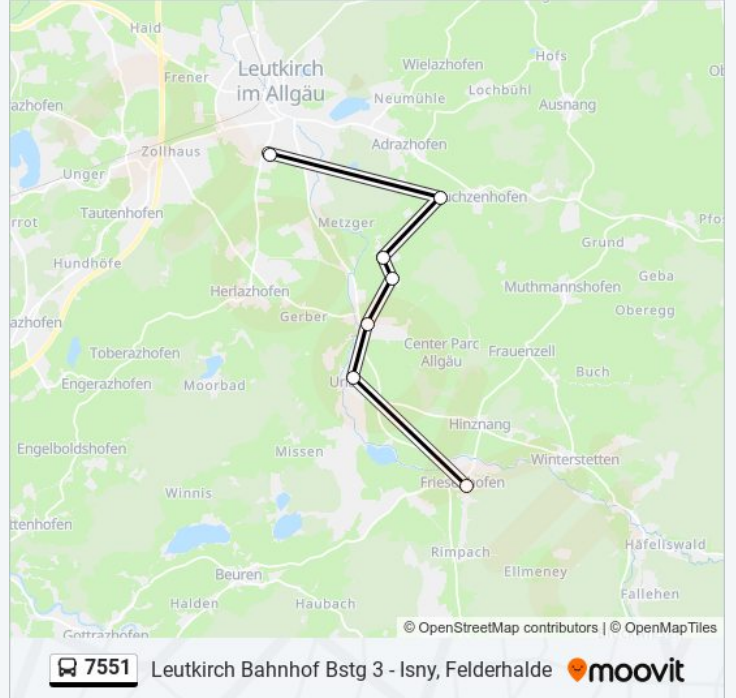 Haid
Hofs
Leutkirch
im Allgäu
Wielazhofen
Frener
Lochbühl
Neumühle
Ausnang
azhofen
Adrazhofen
Zollhaus
Unger
uchzenhofen
Tautenhofen
rrot
Metzger
Pfo
Grund
Hundhöfe
Geba
Herlazhofen
Muthmannshofen
Oberegg
Gerber
azhofen
Center Parc
Allgäu
Frauenzell
Toberazhofen
Buch
Engerazhofen
Moorbad
Hinznang
Engelboldshofen
Missen
Winterstetten
Winnis
ttenhofen
Rimpach
Häfeliswald
Ellmeney
Beuren
Fallehen
Halden
Haubach
© OpenStreetMap contributors | © OpenMapTiles
Gottrazhofen
7551 Leutkirch Bahnhof Bstg 3 - Isny, Felderhalde moovit